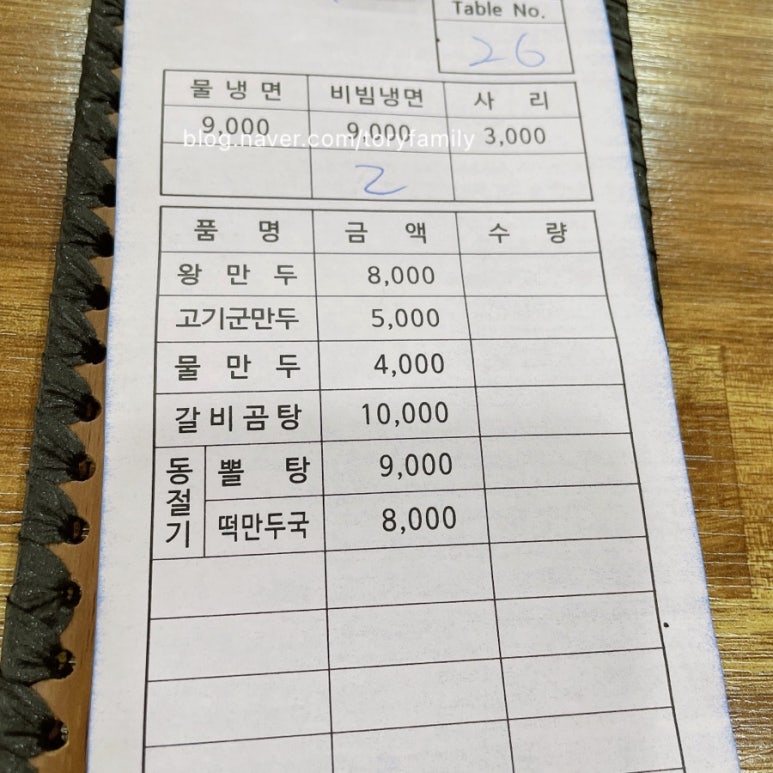 Table No.
26
물냉면 비빔냉면 사리
9,000 9,000 3,000
blog.naver.com/toryfamily
2
품명 금액 수량
왕만두 8,000
고기군만두 5,000
물만두 4,000
갈비곰탕 10,000
동절기 뽈탕 9,000
떡만두국 8,000